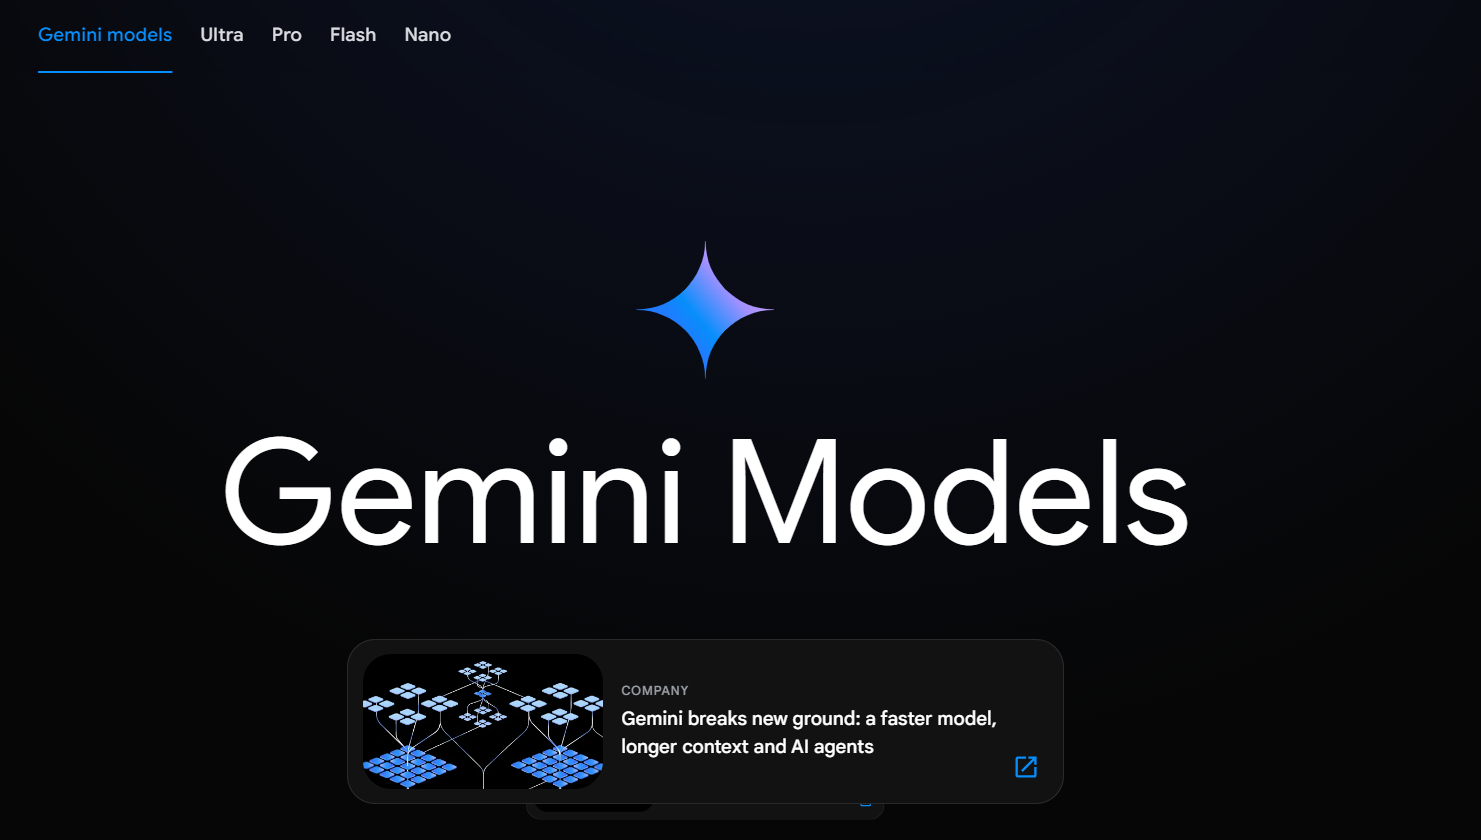 Gemini models Ultra Pro Flash Nano
Gemini Models
COMPANY
Gemini breaks new ground: a faster model,
longer context and AI agents